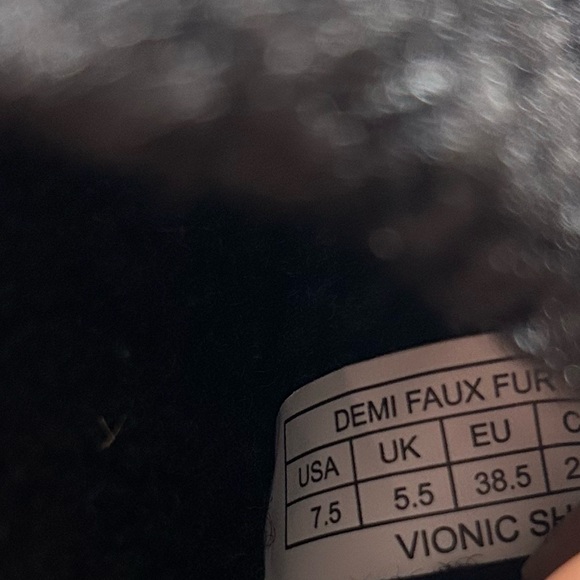 DEMI FAUX FUR
USA UK EU
7.5 5.5 38.5
VIONIC